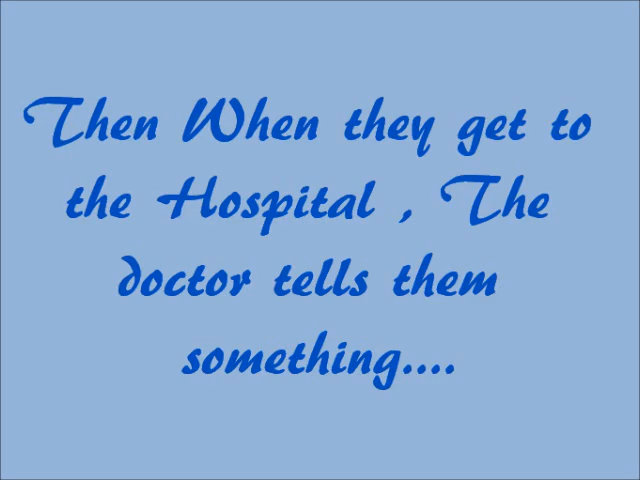 Then When they get to
the Hospital , The
doctor tells them
something....